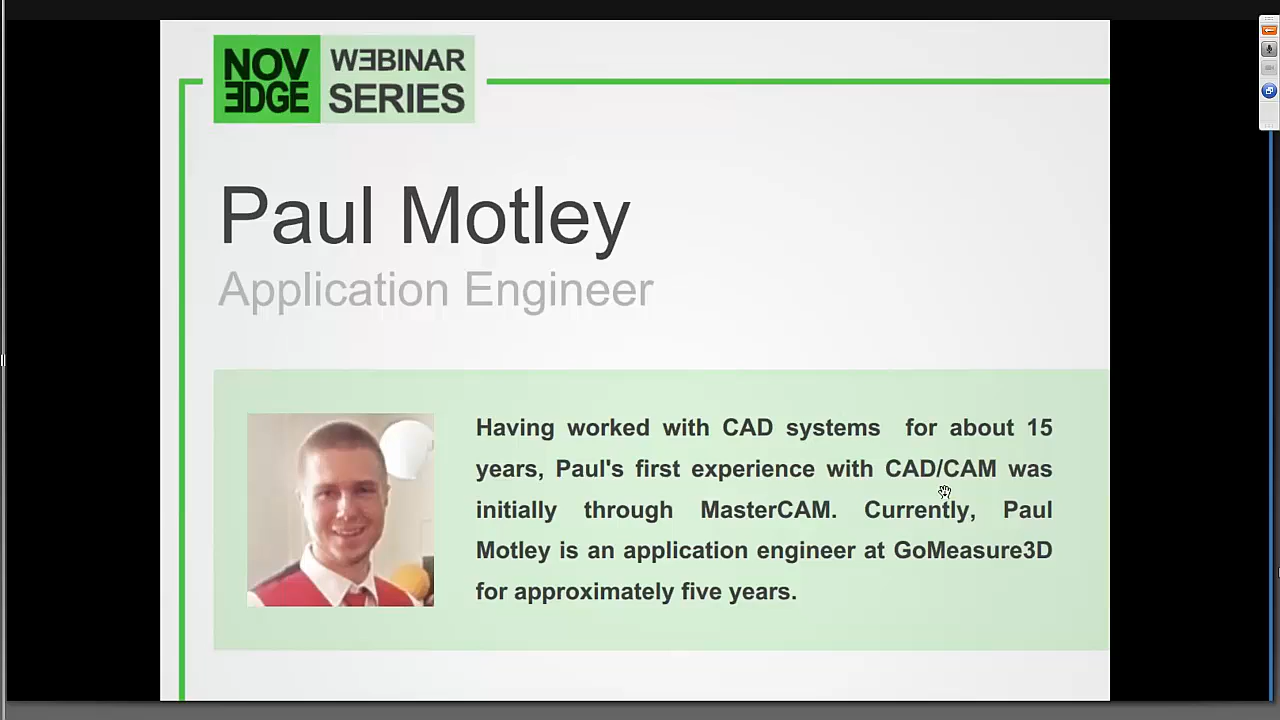 NOV
EDGE
WEBINAR
SERIES
Paul Motley
Application Engineer
Having worked with CAD systems for about 15
years, Paul's first experience with CAD/CAM was
initially through MasterCAM. Currently, Paul
Motley is an application engineer at GoMeasure3D
for approximately five years.